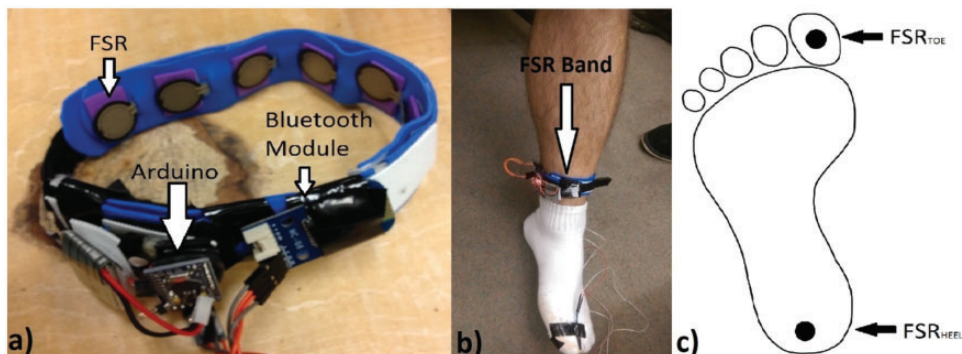 FSR
Bluetooth
Module
Arduino
a)
FSR Band
b)
FSRTOE
FSRHEEL
c)